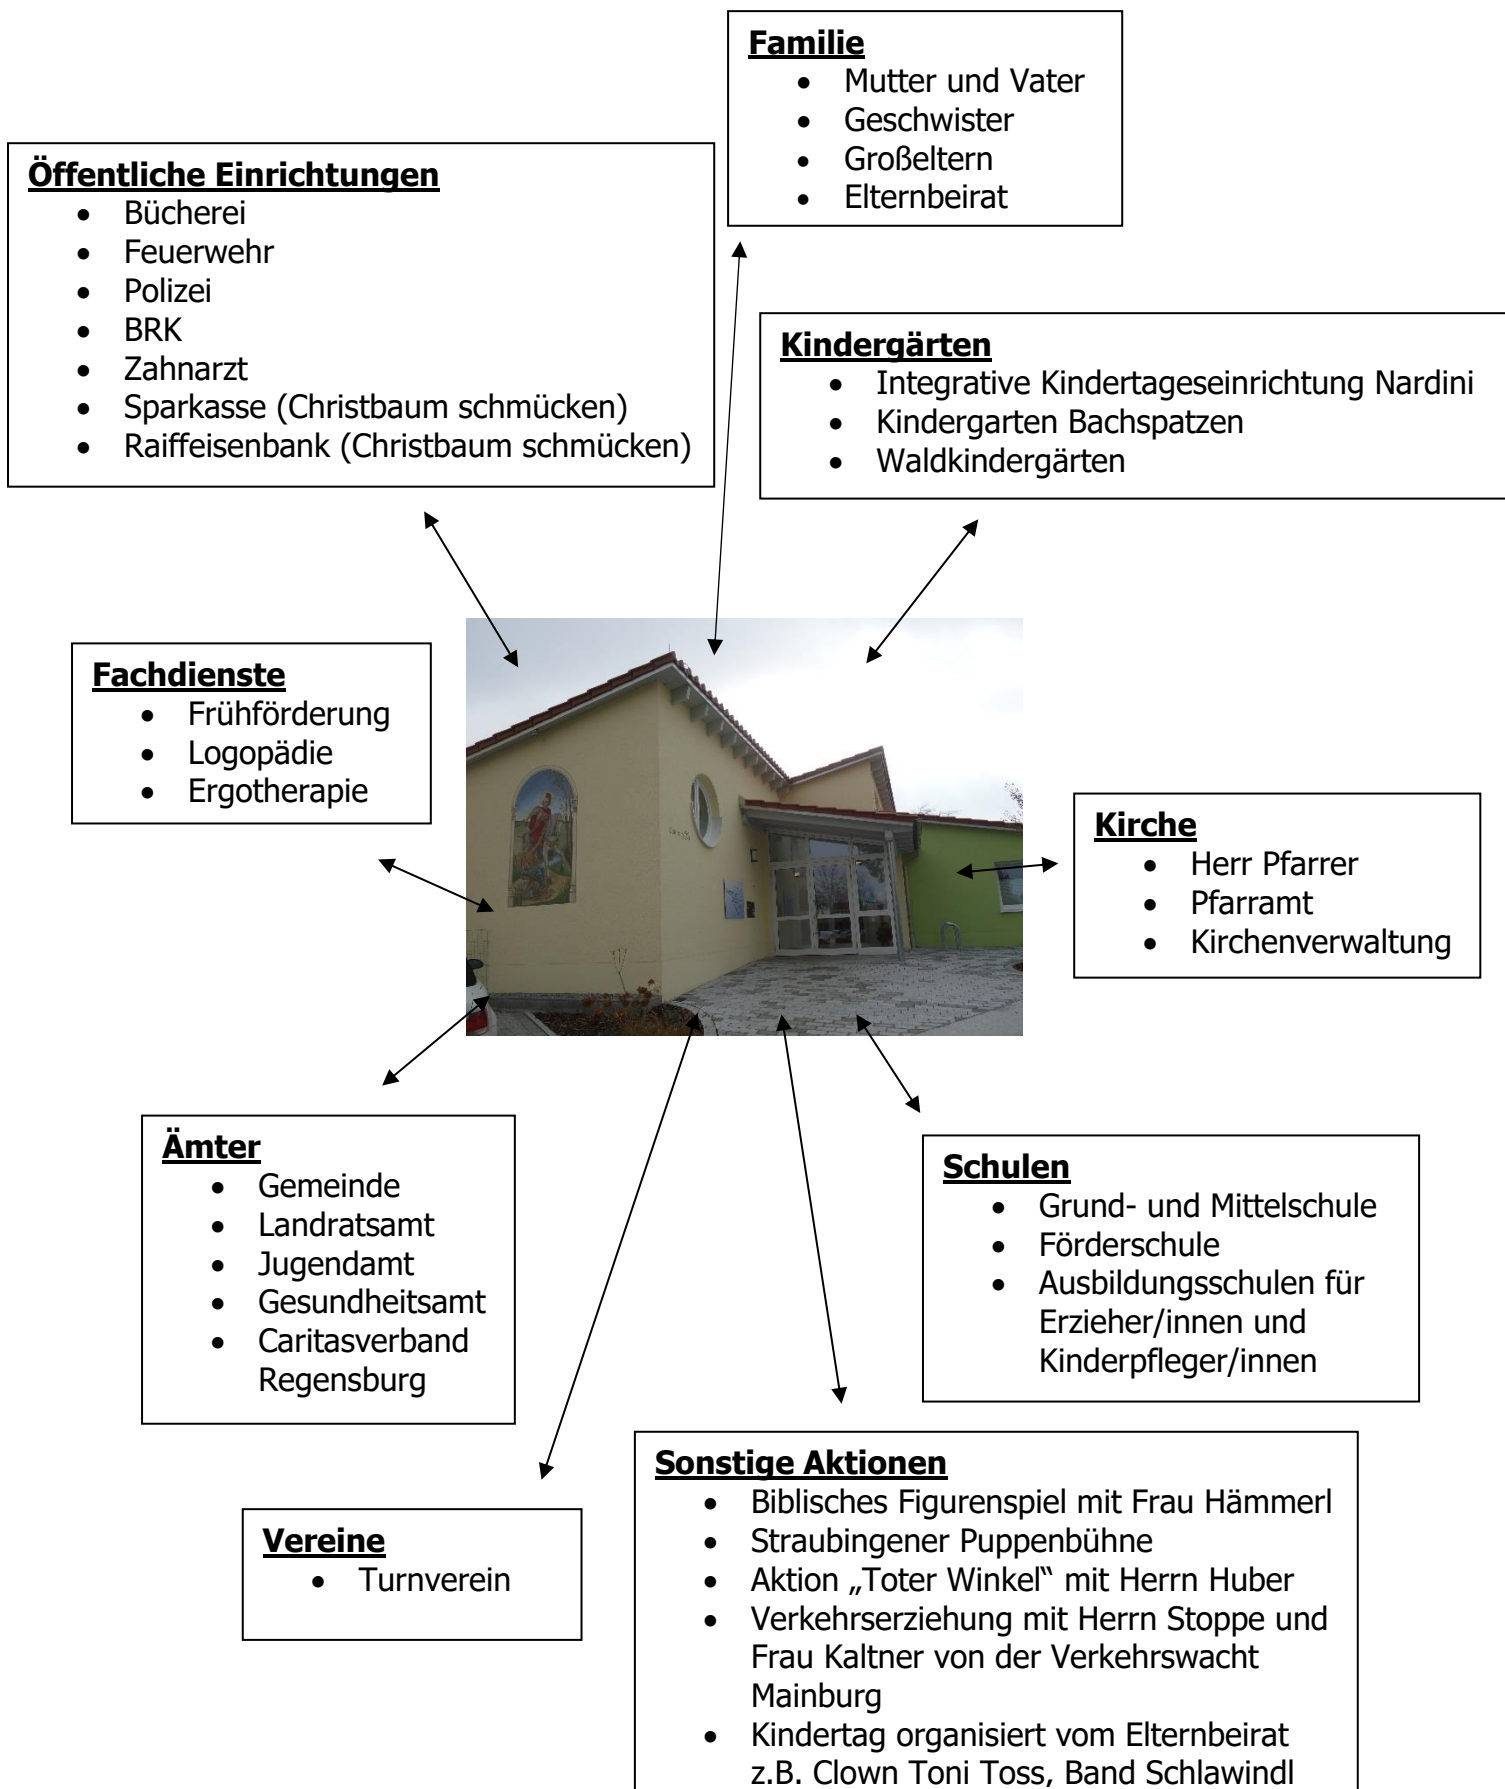 Familie
• Mutter und Vater
• Geschwister
• Großeltern
• Elternbeirat
Öffentliche Einrichtungen
• Bücherei
• Feuerwehr
• Polizei
• BRK
• Zahnarzt
• Sparkasse (Christbaum schmücken)
• Raiffeisenbank (Christbaum schmücken)
Kindergärten
• Integrative Kindertageseinrichtung Nardini
• Kindergarten Bachspatzen
• Waldkindergärten
Fachdienste
• Frühförderung
• Logopädie
• Ergotherapie
Kirche
• Herr Pfarrer
• Pfarramt
• Kirchenverwaltung
Ämter
• Gemeinde
• Landratsamt
• Jugendamt
• Gesundheitsamt
• Caritasverband
Regensburg
Schulen
• Grund- und Mittelschule
• Förderschule
• Ausbildungsschulen für
Erzieher/innen und
Kinderpfleger/innen
Vereine
• Turnverein
Sonstige Aktionen
• Biblisches Figurenspiel mit Frau Hämmerl
• Straubingener Puppenbühne
• Aktion „Toter Winkel“ mit Herrn Huber
• Verkehrserziehung mit Herrn Stoppe und
Frau Kaltner von der Verkehrswacht
Mainburg
• Kindertag organisiert vom Elternbeirat
z.B. Clown Toni Toss, Band Schlawindl